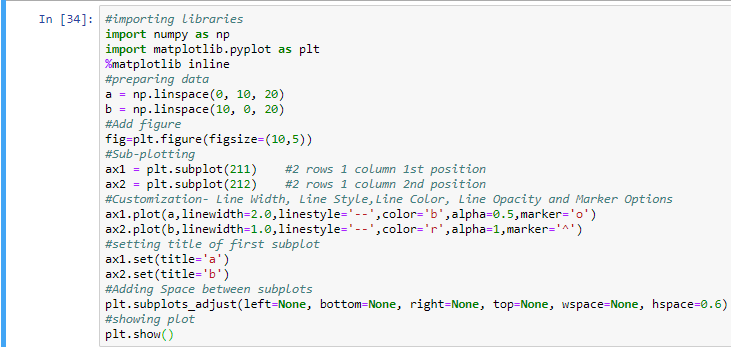 In [34]: #importing libraries
import numpy as np
import matplotlib.pyplot as plt
%matplotlib inline
#preparing data
a = np.linspace(0, 10, 20)
b = np.linspace(10, 0, 20)
#Add figure
fig=plt.figure(figsize=(10,5))
#Sub-plotting
ax1 = plt.subplot(211)    #2 rows 1 column 1st position
ax2 = plt.subplot(212)    #2 rows 1 column 2nd position
#Customization- Line Width, Line Style,Line Color, Line Opacity and Marker Options
ax1.plot(a,linewidth=2.0,linestyle='--',color='b',alpha=0.5,marker='o')
ax2.plot(b,linewidth=1.0,linestyle='--',color='r',alpha=1,marker='^')
#setting title of first subplot
ax1.set(title='a')
ax2.set(title='b')
#Adding Space between subplots
plt.subplots_adjust(left=None, bottom=None, right=None, top=None, wspace=None, hspace=0.6)
#showing plot
plt.show()